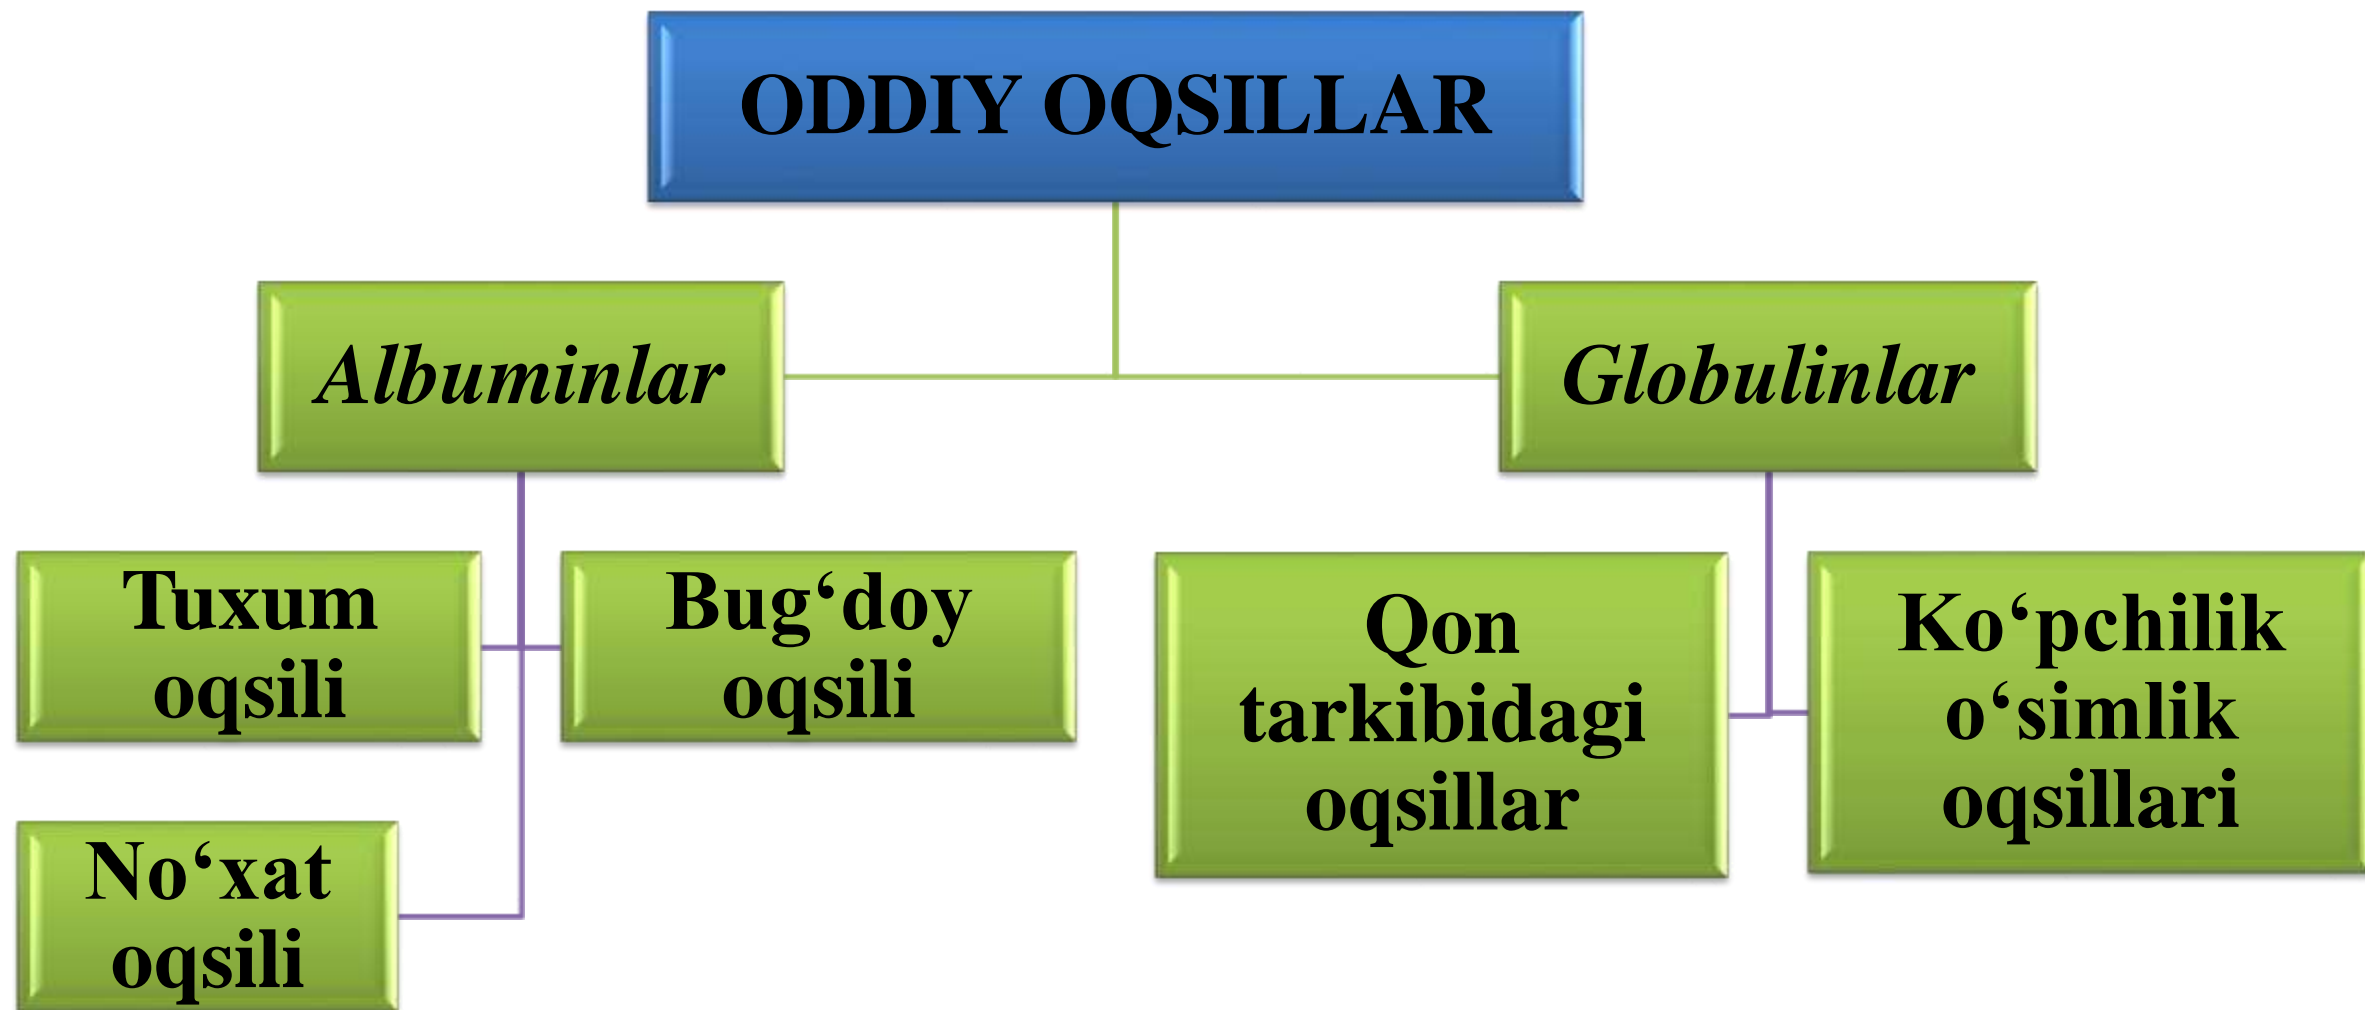 ODDIY OQSILLAR
Albuminlar
Globulinlar
Tuxum
oqsili
Bug‘doy
oqsili
Qon
tarkibidagi
oqsillar
Ko‘pchilik
o‘simlik
oqsillari
No‘xat
oqsili